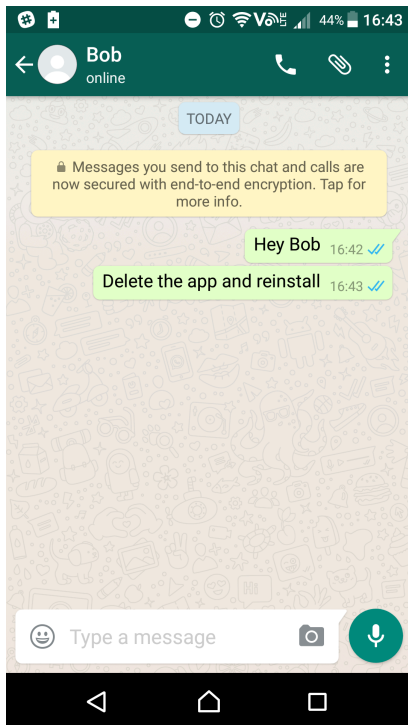 44% 16:43
Bob
online
TODAY
Messages you send to this chat and calls are
now secured with end-to-end encryption. Tap for
more info.
Hey Bob 16:42
Delete the app and reinstall 16:43
Type a message